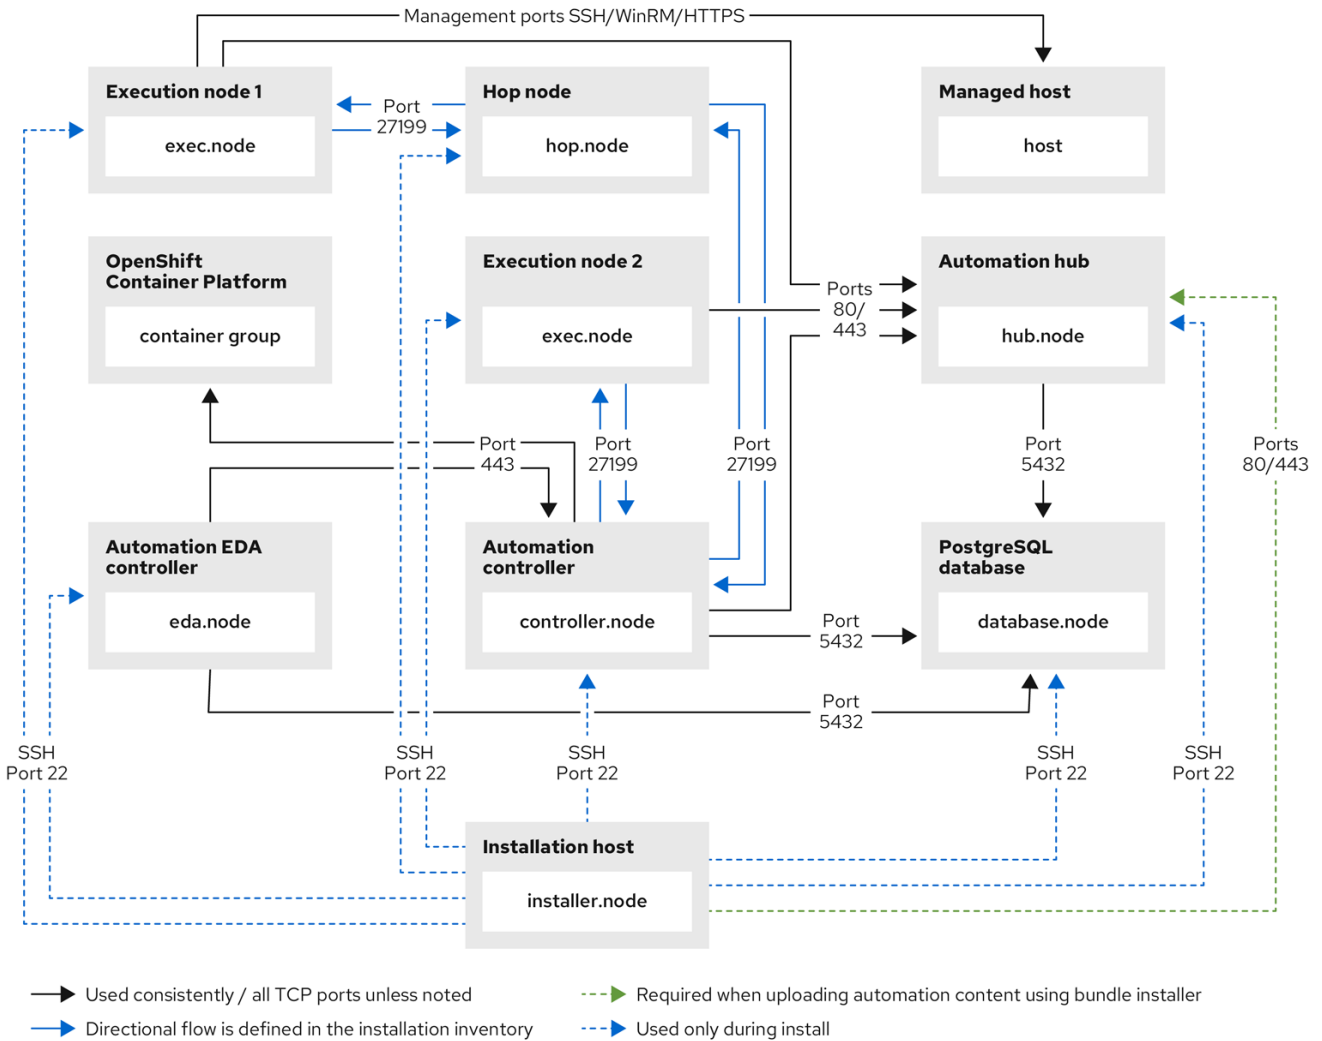 Management ports SSH/WinRM/HTTPS
Execution node 1
exec.node
Port
27199
Hop node
hop.node
Managed host
host
OpenShift
Container Platform
container group
Execution node 2
exec.node
Ports
80/
443
Automation hub
hub.node
Port
443
Port
27199
Port
27199
Port
5432
Ports
80/443
Automation EDA
controller
eda.node
Automation
controller
controller.node
Port
5432
PostgreSQL
database
database.node
Port
5432
SSH
Port 22
SSH
Port 22
SSH
Port 22
SSH
Port 22
SSH
Port 22
Installation host
installer.node
Used consistently / all TCP ports unless noted
Required when uploading automation content using bundle installer
Directional flow is defined in the installation inventory
Used only during install